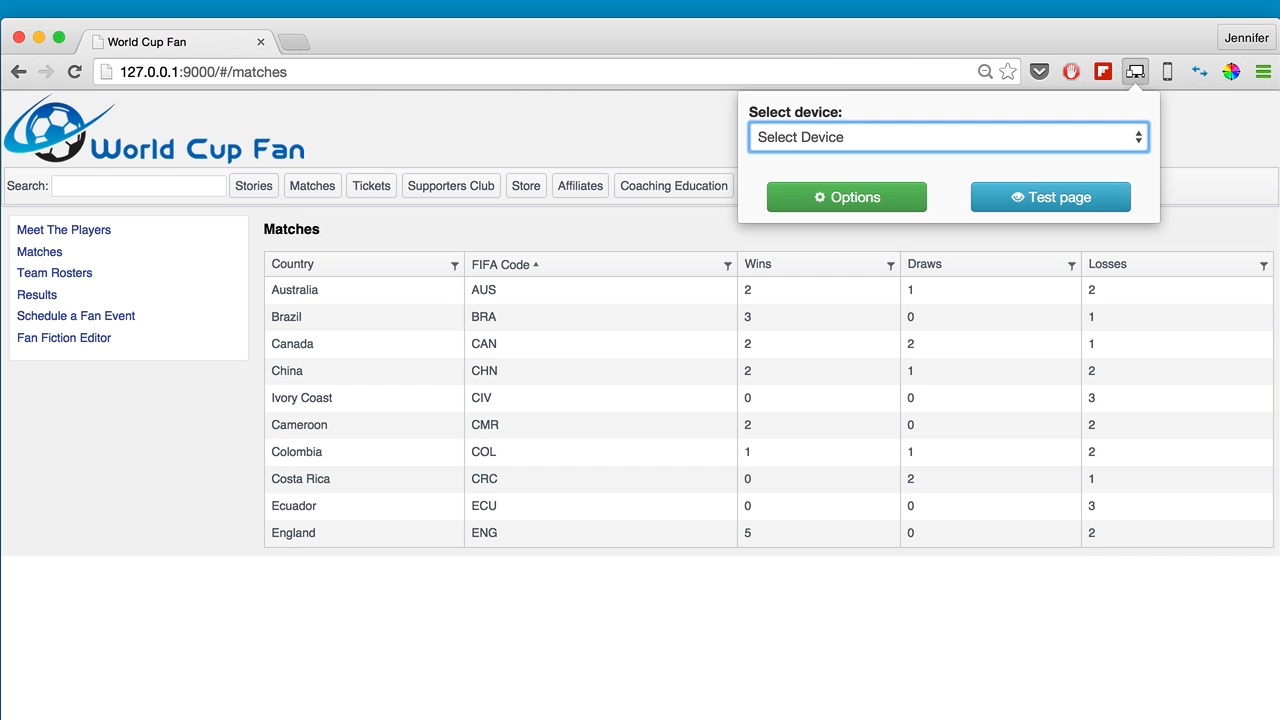 World Cup Fan
Jennifer
127.0.0.1:9000/#/matches
World Cup Fan
Select device:
Select Device
Options
Test page
Search:
Stories
Matches
Tickets
Supporters Club
Store
Affiliates
Coaching Education
Meet The Players
Matches
Team Rosters
Results
Schedule a Fan Event
Fan Fiction Editor
Matches
Country FIFA Code Wins Draws Losses
Australia AUS 2 1 2
Brazil BRA 3 0 1
Canada CAN 2 2 1
China CHN 2 1 2
Ivory Coast CIV 0 0 3
Cameroon CMR 2 0 2
Colombia COL 1 1 2
Costa Rica CRC 0 2 1
Ecuador ECU 0 0 3
England ENG 5 0 2